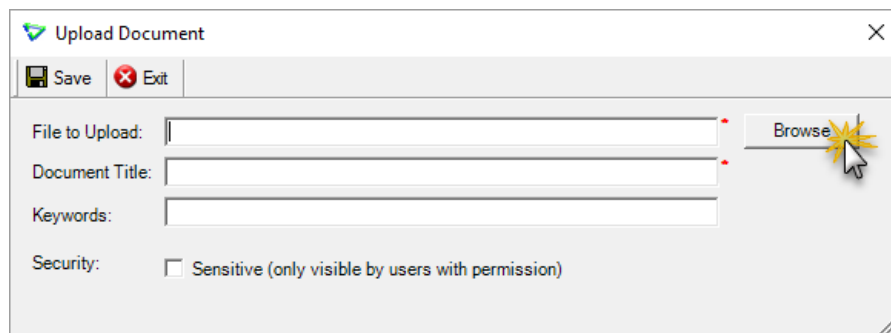 Upload Document
Save Exit
File to Upload: * Browse
Document Title: *
Keywords:
Security: Sensitive (only visible by users with permission)